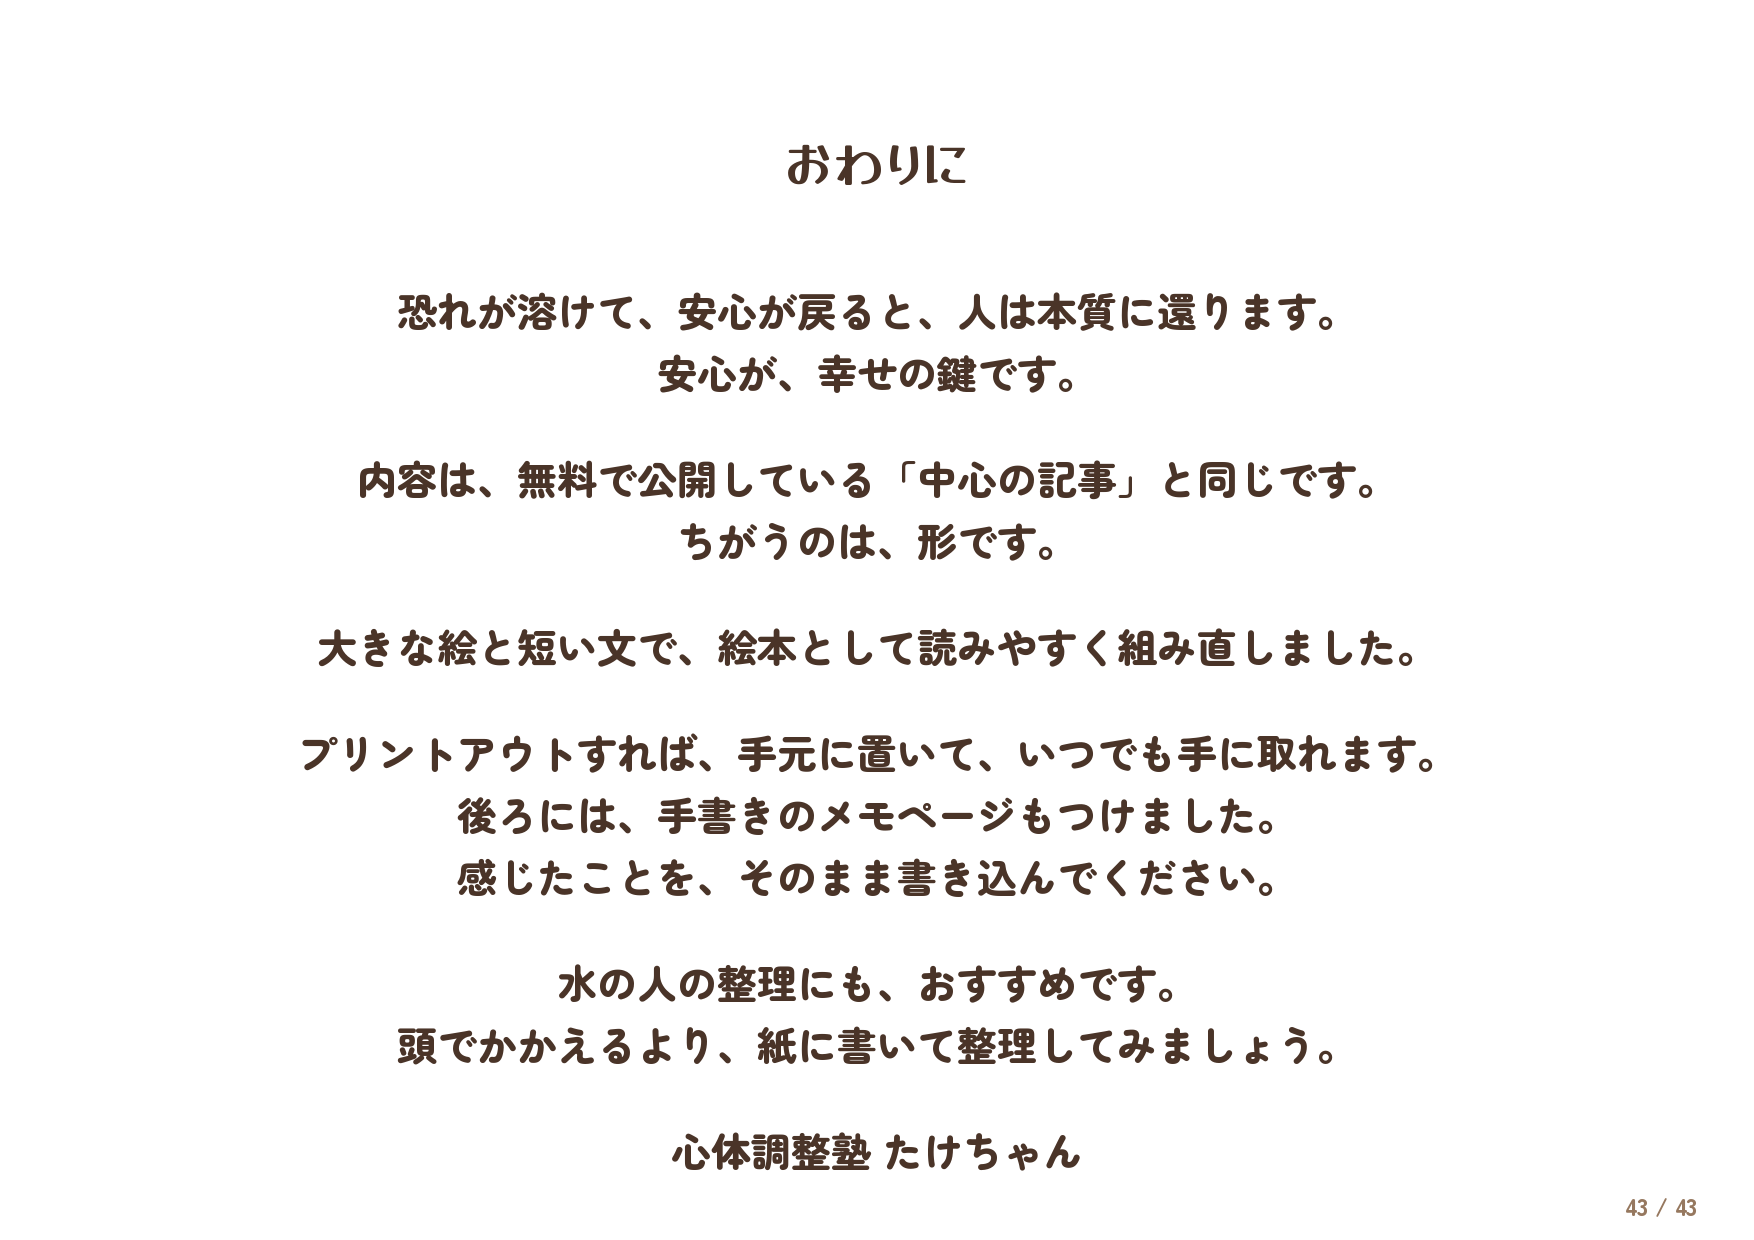 おわりに
恐れが溶けて、安心が戻ると、人は本質に還ります。
安心が、幸せの鍵です。
内容は、無料で公開している「中心の記事」と同じです。
ちがうのは、形です。
大きな絵と短い文で、絵本として読みやすく組み直しました。
プリントアウトすれば、手元に置いて、いつでも手に取れます。
後ろには、手書きのメモページもつけました。
感じたことを、そのまま書き込んでください。
水の人の整理にも、おすすめです。
頭でかかえるより、紙に書いて整理してみましょう。
心体調整塾 たけちゃん
43 / 43